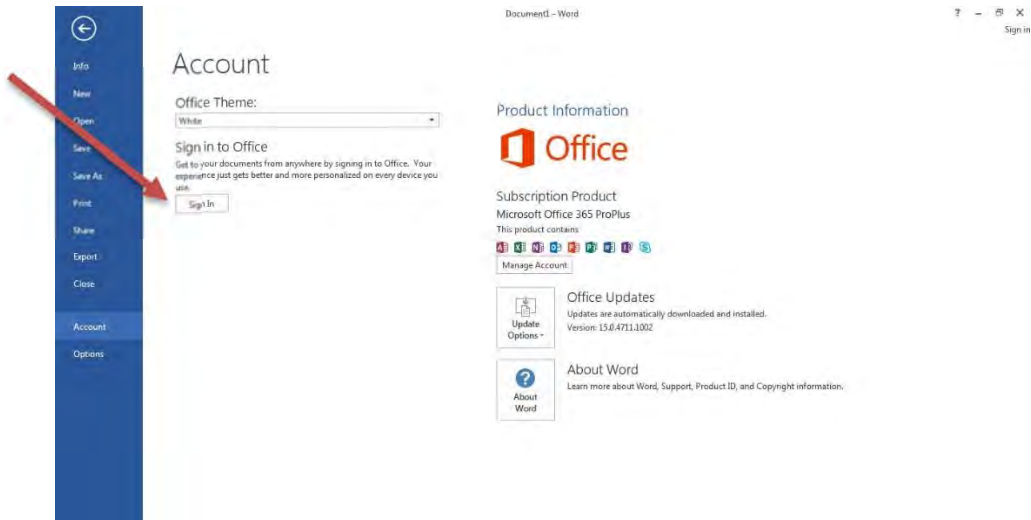 Document1 - Word
?
Sign in
Info
New
Open
Save
Save As
Print
Share
Export
Close
Account
Options
Account
Office Theme:
White
Sign in to Office
Get to your documents from anywhere by signing in to Office. Your
experience just gets better and more personalized on every device you
use.
Sign In
Product Information
Office
Subscription Product
Microsoft Office 365 ProPlus
This product contains
Manage Account
Update
Options
Office Updates
Updates are automatically downloaded and installed.
Version: 15.0.4711.1002
About
Word
About Word
Learn more about Word, Support, Product ID, and Copyright information.